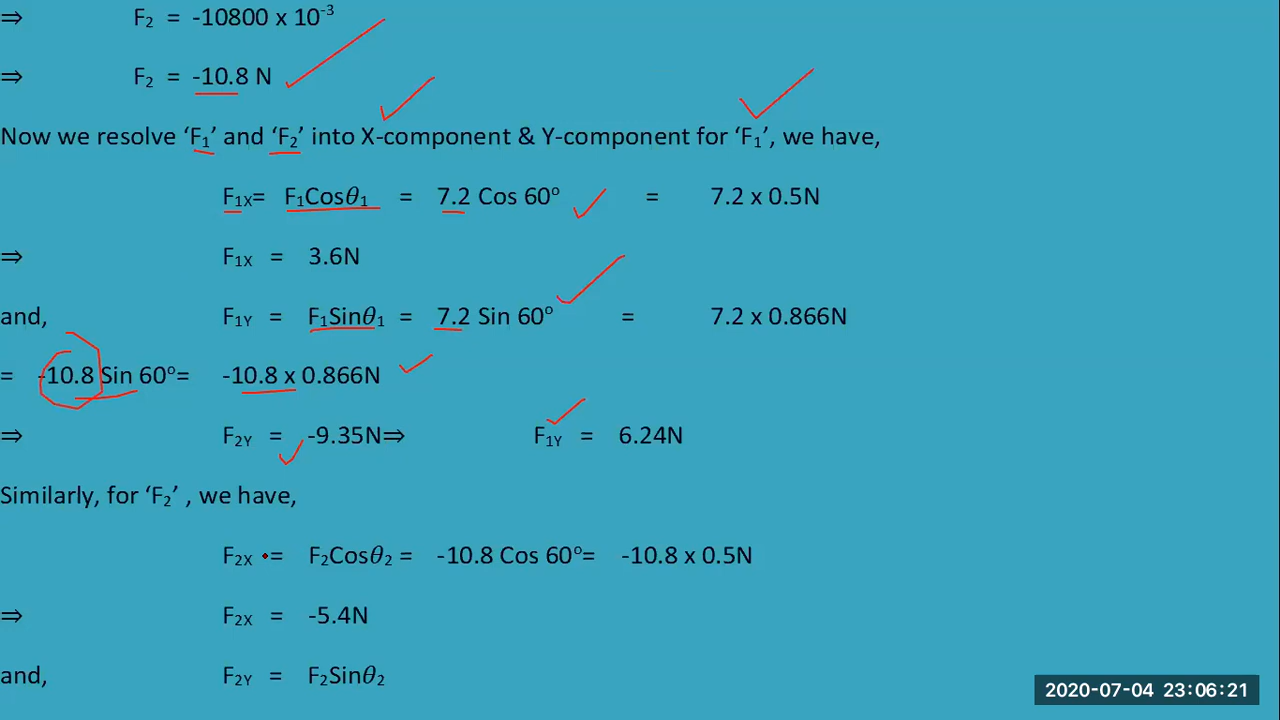 ⇒ F₂ = -10800 x 10⁻³
⇒ F₂ = -10.8 N
Now we resolve ‘F₁’ and ‘F₂’ into X-component & Y-component for ‘F₁’, we have,
F₁ₓ= F₁Cosθ₁ = 7.2 Cos 60° = 7.2 x 0.5N
⇒ F₁ₓ = 3.6N
and, F₁Y = F₁Sinθ₁ = 7.2 Sin 60° = 7.2 x 0.866N
= -10.8 Sin 60°= -10.8 x 0.866N
⇒ F₂Y = -9.35N⇒ F₁Y = 6.24N
Similarly, for ‘F₂’ , we have,
F₂ₓ = F₂Cosθ₂ = -10.8 Cos 60°= -10.8 x 0.5N
⇒ F₂ₓ = -5.4N
and, F₂Y = F₂Sinθ₂
2020-07-04 23:06:21